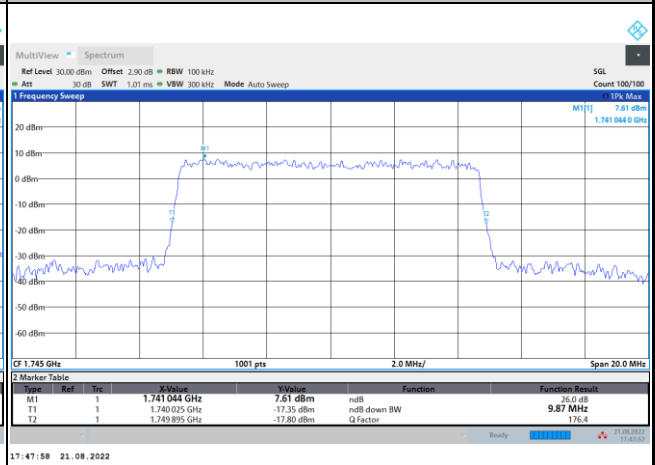 MultiView Spectrum
Ref Level 30.00 dBm Offset 2.90 dB RBW 100 kHz SGL
Att 30 dB SWT 1.01 ms VBW 300 kHz Mode Auto Sweep Count 100/100
1 Frequency Sweep 1Pk Max
M1[1] 7.61 dBm
1.741 044 0 GHz
20 dBm
M1
10 dBm
0 dBm
-10 dBm
T1 T2
-20 dBm
-30 dBm
-40 dBm
-50 dBm
-60 dBm
CF 1.745 GHz 1001 pts 2.0 MHz/ Span 20.0 MHz
2 Marker Table
Type Ref Trc X-Value Y-Value Function Function Result
M1 1 1.741 044 GHz 7.61 dBm ndB 26.0 dB
T1 1 1.740 025 GHz -17.35 dBm ndB down BW 9.87 MHz
T2 1 1.749 895 GHz -17.80 dBm Q Factor 176.4
Ready 21.08.2022
17:47:57
17:47:58 21.08.2022